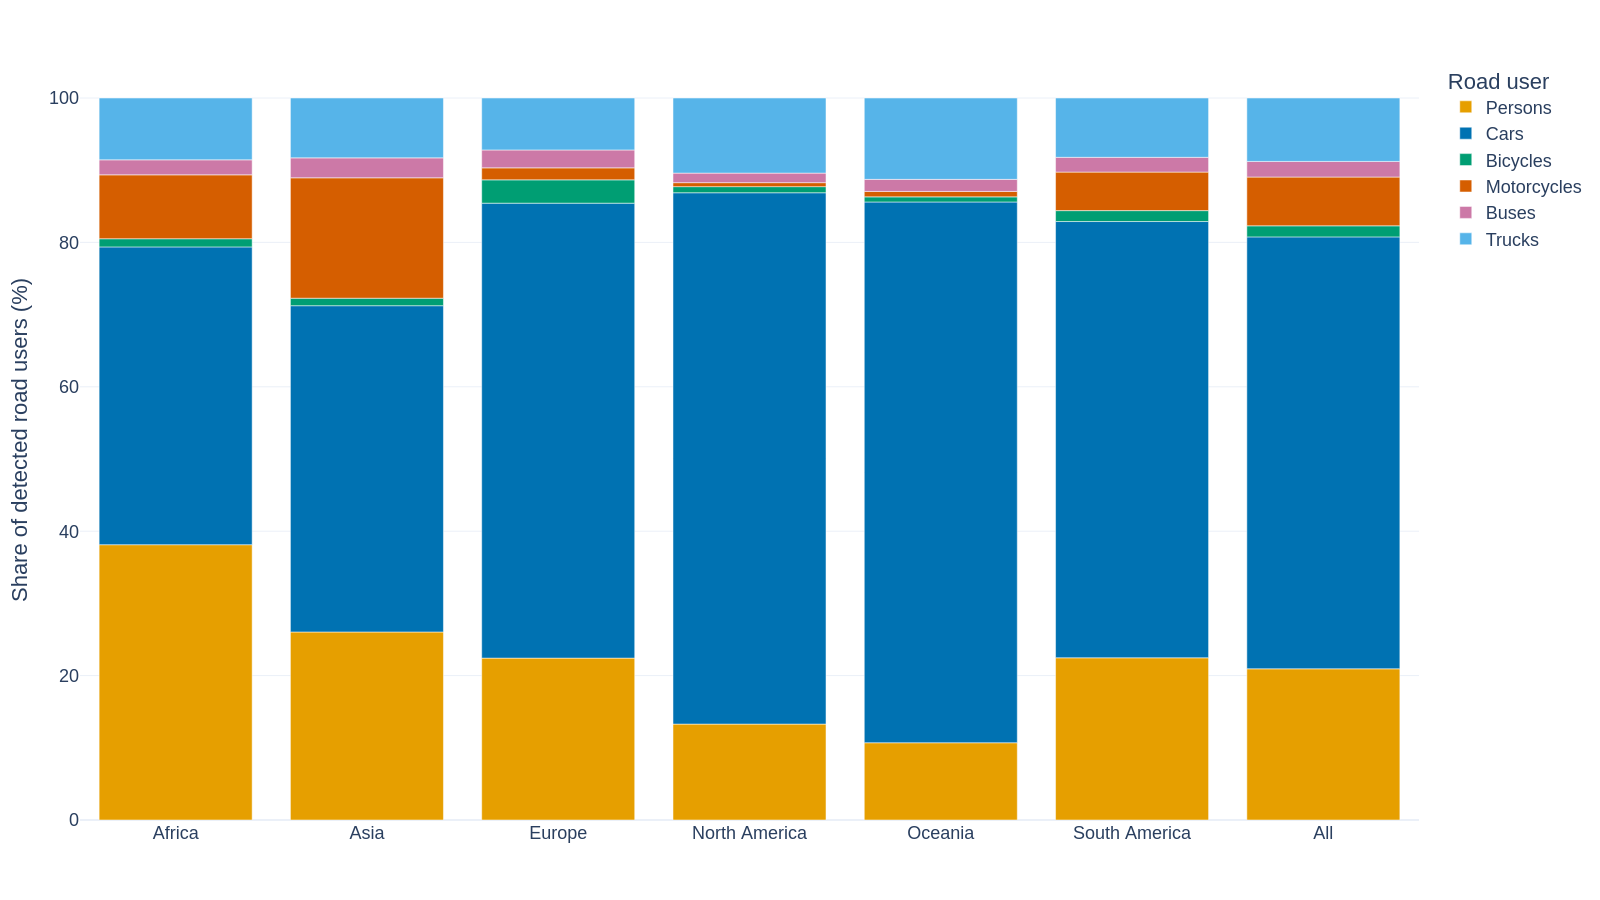 Road user
Persons
Cars
Bicycles
Motorcycles
Buses
Trucks
Share of detected road users (%)
100
80
60
40
20
0
Africa
Asia
Europe
North America
Oceania
South America
All